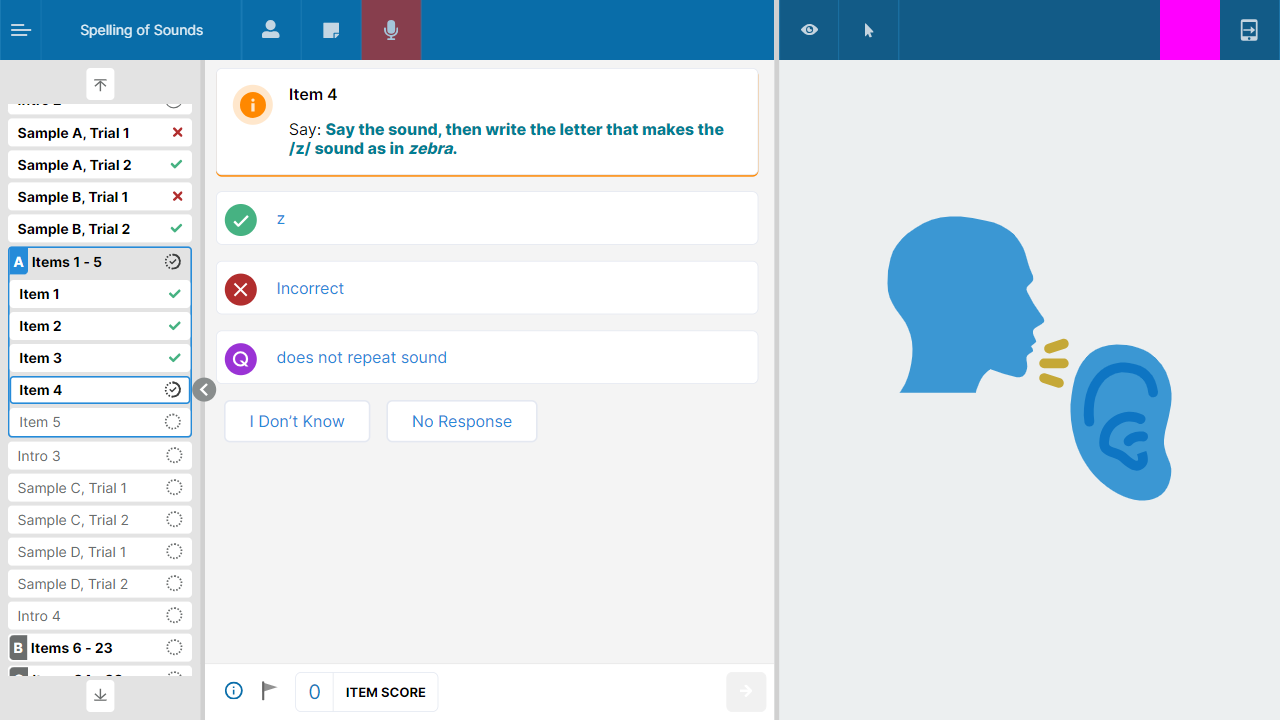 Spelling of Sounds
Sample A, Trial 1
Sample A, Trial 2
Sample B, Trial 1
Sample B, Trial 2
A Items 1 - 5
Item 1
Item 2
Item 3
Item 4
Item 5
Intro 3
Sample C, Trial 1
Sample C, Trial 2
Sample D, Trial 1
Sample D, Trial 2
Intro 4
B Items 6 - 23
Item 4
Say: Say the sound, then write the letter that makes the
/z/ sound as in zebra.
z
Incorrect
Q does not repeat sound
I Don’t Know
No Response
0 ITEM SCORE